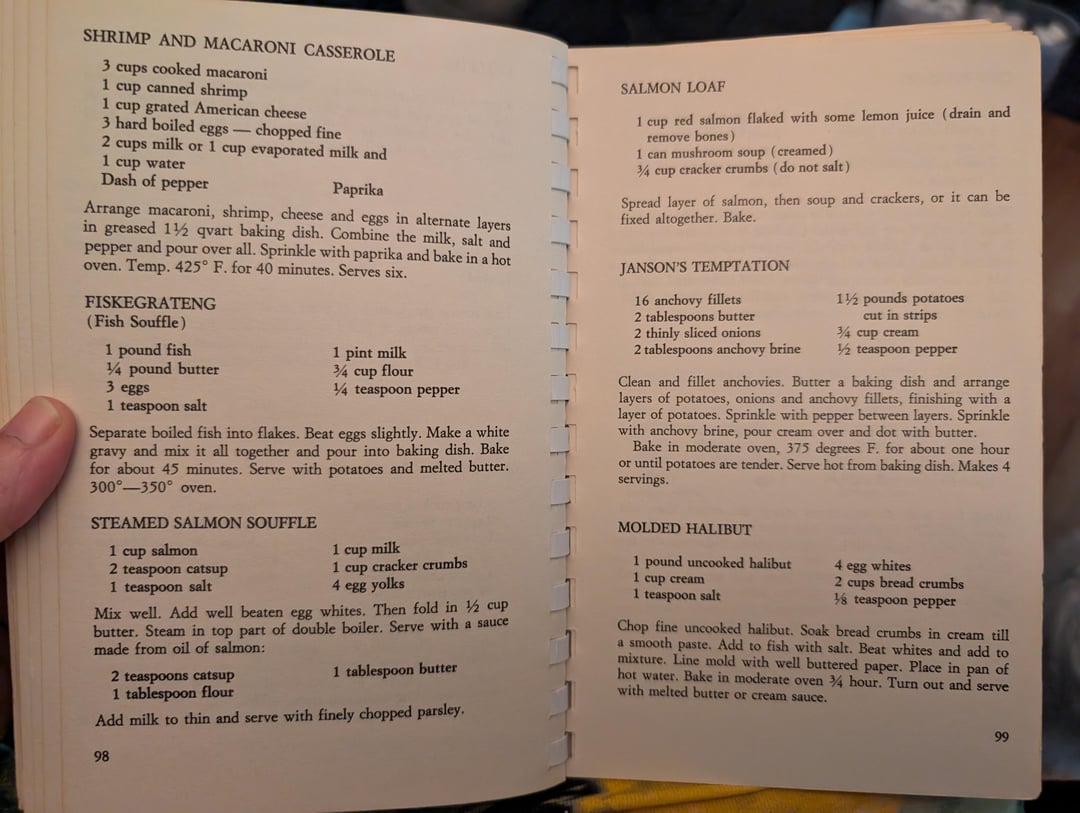 SHRIMP AND MACARONI CASSEROLE
3 cups cooked macaroni
1 cup canned shrimp
1 cup grated American cheese
3 hard boiled eggs — chopped fine
2 cups milk or 1 cup evaporated milk and
1 cup water
Dash of pepper Paprika
Arrange macaroni, shrimp, cheese and eggs in alternate layers
in greased 1½ qvart baking dish. Combine the milk, salt and
pepper and pour over all. Sprinkle with paprika and bake in a hot
oven. Temp. 425° F. for 40 minutes. Serves six.
FISKEGRATENG
(Fish Souffle)
1 pound fish 1 pint milk
¼ pound butter ¾ cup flour
3 eggs ¼ teaspoon pepper
1 teaspoon salt
Separate boiled fish into flakes. Beat eggs slightly. Make a white
gravy and mix it all together and pour into baking dish. Bake
for about 45 minutes. Serve with potatoes and melted butter.
300°—350° oven.
STEAMED SALMON SOUFFLE
1 cup salmon 1 cup milk
2 teaspoon catsup 1 cup cracker crumbs
1 teaspoon salt 4 egg yolks
Mix well. Add well beaten egg whites. Then fold in ½ cup
butter. Steam in top part of double boiler. Serve with a sauce
made from oil of salmon:
2 teaspoons catsup 1 tablespoon butter
1 tablespoon flour
Add milk to thin and serve with finely chopped parsley.
98
SALMON LOAF
1 cup red salmon flaked with some lemon juice (drain and
remove bones)
1 can mushroom soup (creamed)
¾ cup cracker crumbs (do not salt)
Spread layer of salmon, then soup and crackers, or it can be
fixed altogether. Bake.
JANSON'S TEMPTATION
16 anchovy fillets 1½ pounds potatoes
2 tablespoons butter cut in strips
2 thinly sliced onions ¾ cup cream
2 tablespoons anchovy brine ½ teaspoon pepper
Clean and fillet anchovies. Butter a baking dish and arrange
layers of potatoes, onions and anchovy fillets, finishing with a
layer of potatoes. Sprinkle with pepper between layers. Sprinkle
with anchovy brine, pour cream over and dot with butter.
Bake in moderate oven, 375 degrees F. for about one hour
or until potatoes are tender. Serve hot from baking dish. Makes 4
servings.
MOLDED HALIBUT
1 pound uncooked halibut 4 egg whites
1 cup cream 2 cups bread crumbs
1 teaspoon salt ⅛ teaspoon pepper
Chop fine uncooked halibut. Soak bread crumbs in cream till
a smooth paste. Add to fish with salt. Beat whites and add to
mixture. Line mold with well buttered paper. Place in pan of
hot water. Bake in moderate oven ¾ hour. Turn out and serve
with melted butter or cream sauce.
99